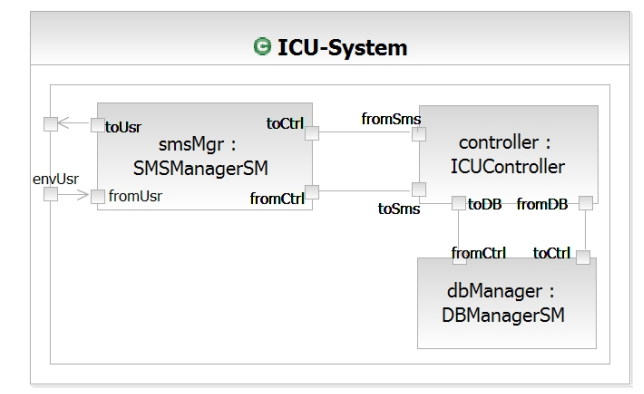 C ICU-System
toUsr
toCtrl
fromSms
smsMgr :
SMSManagerSM
controller :
ICUController
envUsr
fromUsr
fromCtrl
toSms
toDB
fromDB
fromCtrl
toCtrl
dbManager :
DBManagerSM